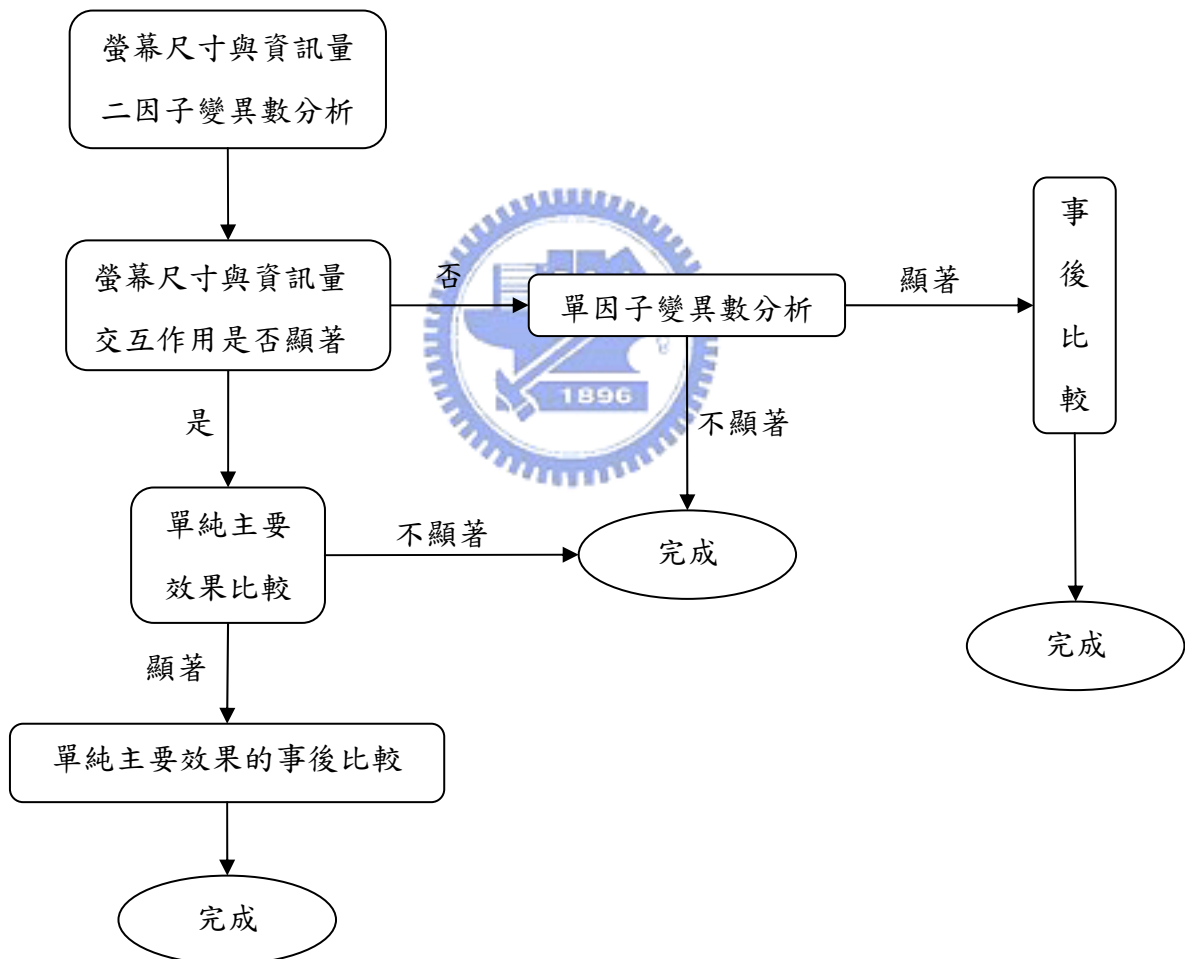 螢幕尺寸與資訊量
二因子變異數分析
螢幕尺寸與資訊量
交互作用是否顯著
否
單因子變異數分析
顯著
事
後
比
較
1896
是
不顯著
單純主要
效果比較
不顯著
完成
完成
顯著
單純主要效果的事後比較
完成